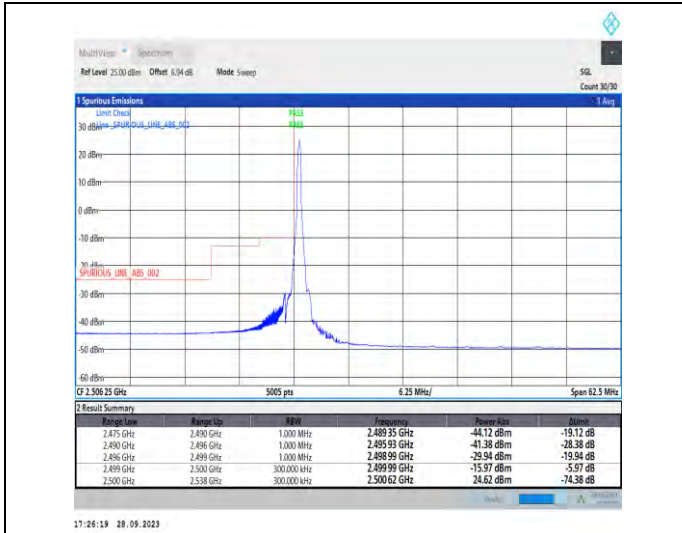 MultiView Spectrum
Ref Level 25.00 dBm Offset 6.94 dB Mode Sweep SGL
Count 30/30
1 Spurious Emissions 1 Avg
Limit Check PASS
30 dBm Line _SPURIOUS_LINE_ABS_002 PASS
20 dBm
10 dBm
0 dBm
-10 dBm
-20 dBm
SPURIOUS_LINE_ABS_002
-30 dBm
-40 dBm
-50 dBm
-60 dBm
CF 2.506 25 GHz 5005 pts 6.25 MHz/ Span 62.5 MHz
2 Result Summary
Range Low Range Up RBW Frequency Power Abs ΔLimit
2.475 GHz 2.490 GHz 1.000 MHz 2.489 35 GHz -44.12 dBm -19.12 dB
2.490 GHz 2.496 GHz 1.000 MHz 2.495 93 GHz -41.38 dBm -28.38 dB
2.496 GHz 2.499 GHz 1.000 MHz 2.498 99 GHz -29.94 dBm -19.94 dB
2.499 GHz 2.500 GHz 300.000 kHz 2.499 99 GHz -15.97 dBm -5.97 dB
2.500 GHz 2.538 GHz 300.000 kHz 2.500 62 GHz 24.62 dBm -74.38 dB
17:26:19 28.09.2023